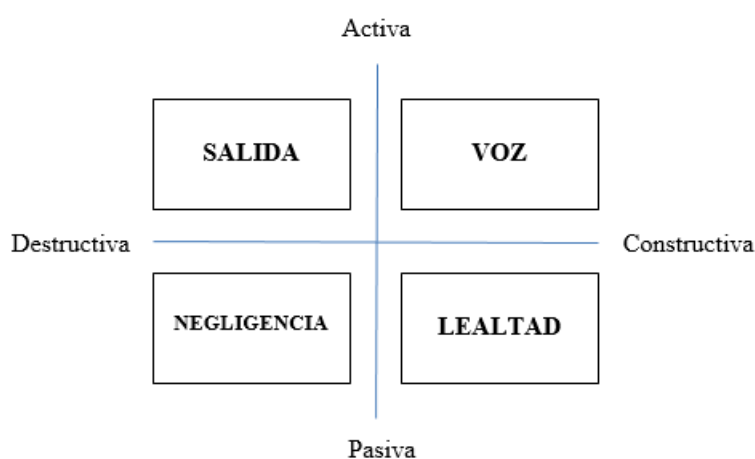 Activa
SALIDA
VOZ
Destructiva
Constructiva
NEGLIGENCIA
LEALTAD
Pasiva